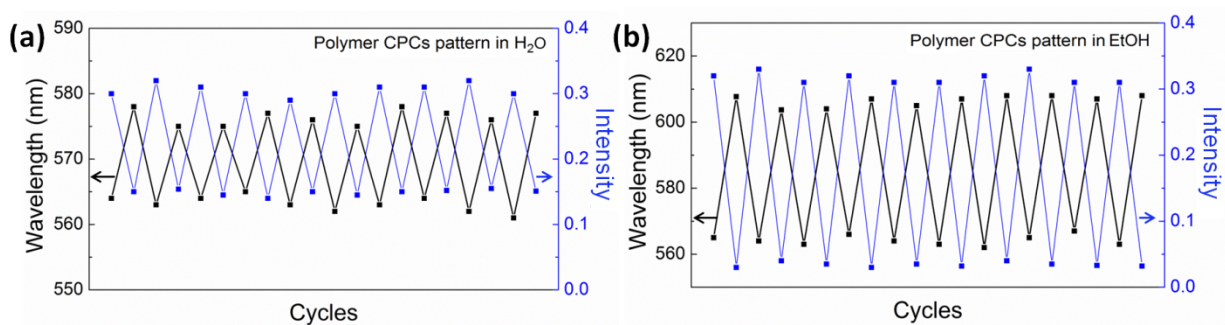 (a)
Polymer CPCs pattern in H₂O
Wavelength (nm)
590
580
570
560
550
0.4
0.3
0.2
0.1
0.0
Intensity
Cycles
(b)
Polymer CPCs pattern in EtOH
Wavelength (nm)
620
600
580
560
0.4
0.3
0.2
0.1
0.0
Intensity
Cycles